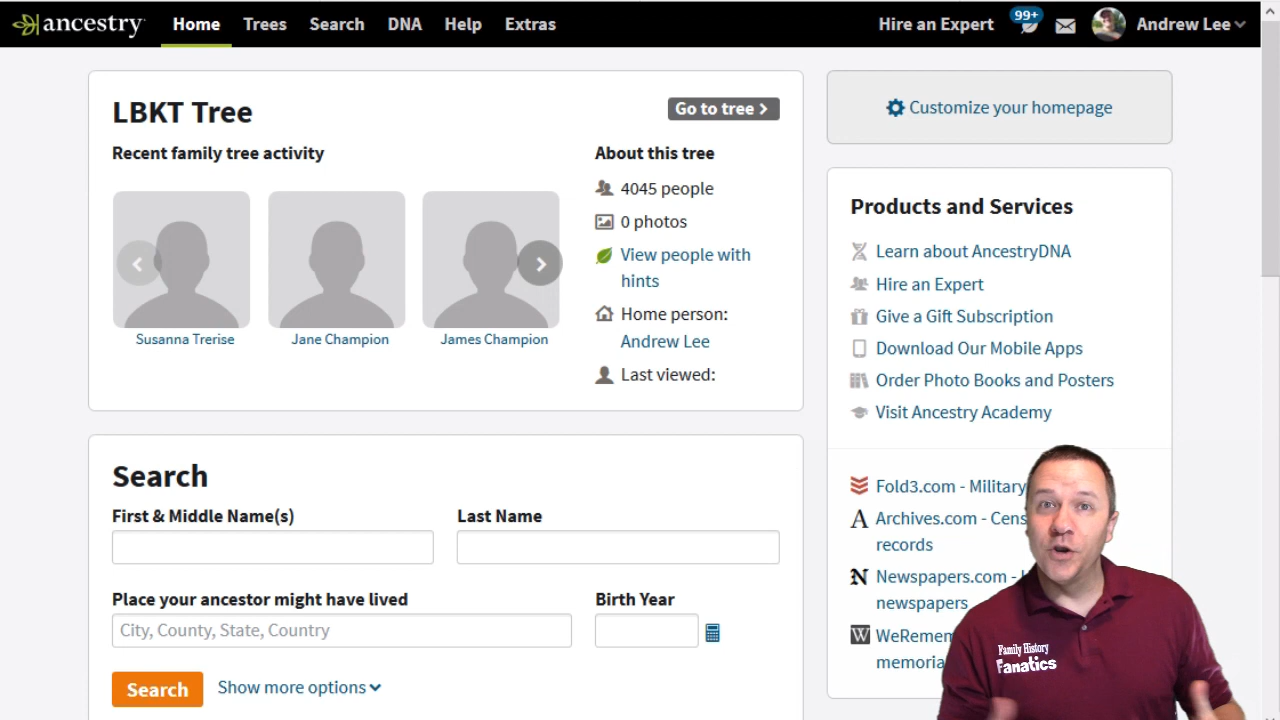 ancestry Home Trees Search DNA Help Extras Hire an Expert 99+ Andrew Lee
LBKT Tree
Go to tree
Recent family tree activity
Susanna Trerise
Jane Champion
James Champion
About this tree
4045 people
0 photos
View people with
hints
Home person:
Andrew Lee
Last viewed:
Search
First & Middle Name(s)
Last Name
Place your ancestor might have lived
Birth Year
City, County, State, Country
Search Show more options
Customize your homepage
Products and Services
Learn about AncestryDNA
Hire an Expert
Give a Gift Subscription
Download Our Mobile Apps
Order Photo Books and Posters
Visit Ancestry Academy
Fold3.com - Military
A Archives.com - Cens
records
N Newspapers.com -
newspapers
W WeRemem
memoria
Family History
Fanatics